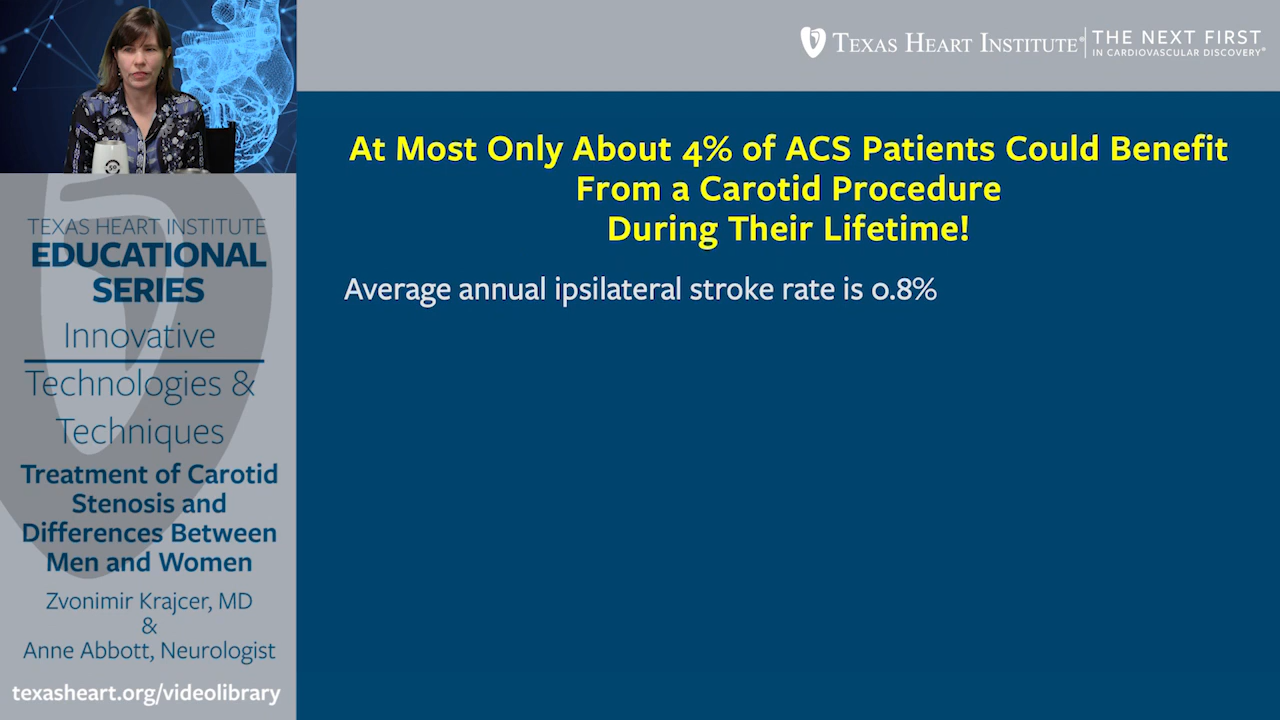 TEXAS HEART INSTITUTE® THE NEXT FIRST
IN CARDIOVASCULAR DISCOVERY®
At Most Only About 4% of ACS Patients Could Benefit
From a Carotid Procedure
During Their Lifetime!
Average annual ipsilateral stroke rate is 0.8%
TEXAS HEART INSTITUTE
EDUCATIONAL
SERIES
Innovative
Technologies &
Techniques
Treatment of Carotid
Stenosis and
Differences Between
Men and Women
Zvonimir Krajcer, MD
&
Anne Abbott, Neurologist
texasheart.org/videolibrary